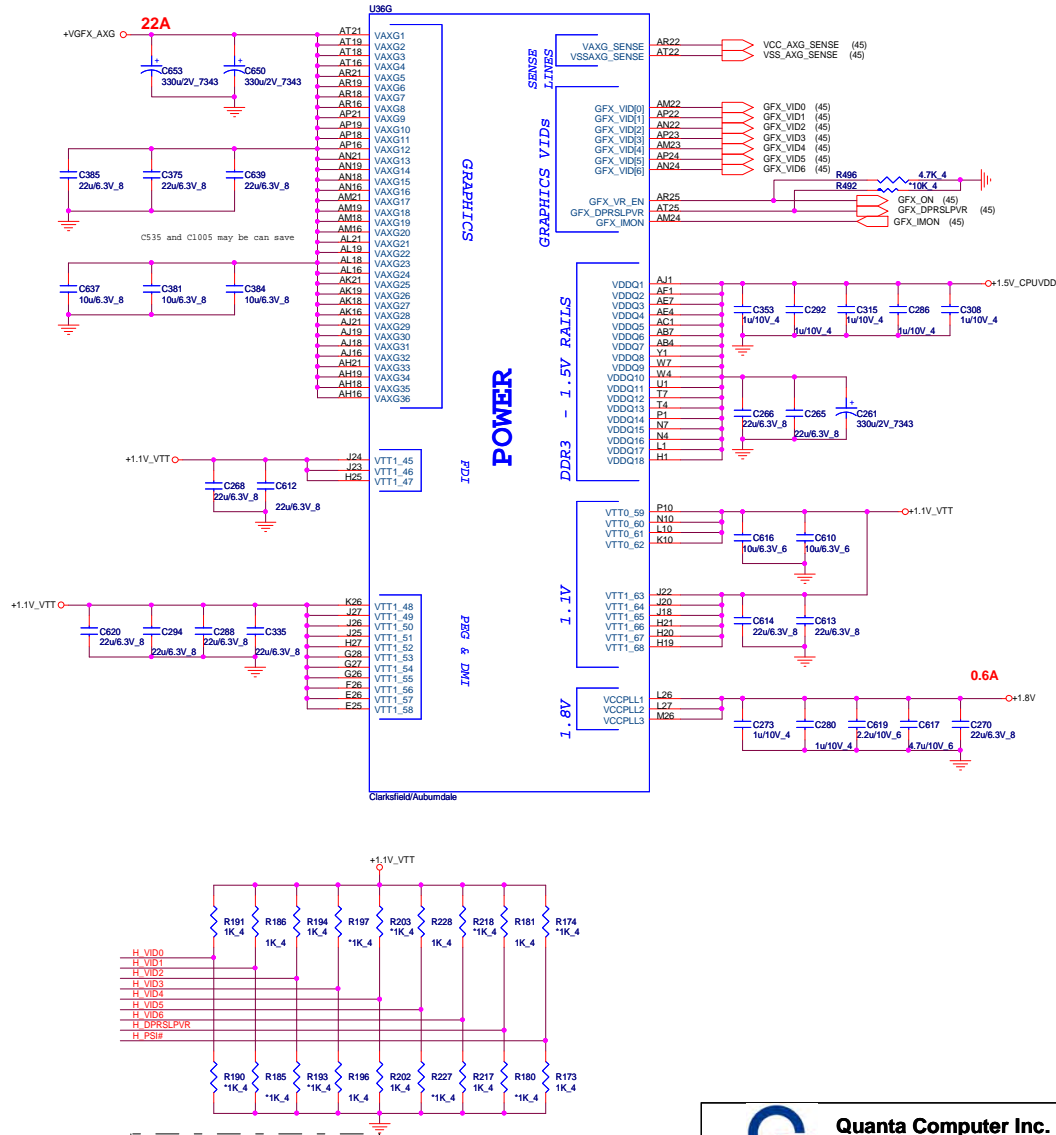 U36G
+VGFX_AXG
22A
C653
330u/2V_7343
C650
330u/2V_7343
C385
22u/6.3V_8
C375
22u/6.3V_8
C639
22u/6.3V_8
C535 and C1005 may be can save
C637
10u/6.3V_8
C381
10u/6.3V_8
C384
10u/6.3V_8
AT21 VAXG1
AT19 VAXG2
AT18 VAXG3
AT16 VAXG4
AR21 VAXG5
AR19 VAXG6
AR18 VAXG7
AR16 VAXG8
AP21 VAXG9
AP19 VAXG10
AP18 VAXG11
AP16 VAXG12
AN21 VAXG13
AN19 VAXG14
AN18 VAXG15
AN16 VAXG16
AM21 VAXG17
AM19 VAXG18
AM18 VAXG19
AM16 VAXG20
AL21 VAXG21
AL19 VAXG22
AL18 VAXG23
AL16 VAXG24
AK21 VAXG25
AK19 VAXG26
AK18 VAXG27
AK16 VAXG28
AJ21 VAXG29
AJ19 VAXG30
AJ18 VAXG31
AJ16 VAXG32
AH21 VAXG33
AH19 VAXG34
AH18 VAXG35
AH16 VAXG36
GRAPHICS
POWER
SENSE
LINES
VAXG_SENSE AR22 VCC_AXG_SENSE (45)
VSSAXG_SENSE AT22 VSS_AXG_SENSE (45)
GRAPHICS VIDs
GFX_VID[0] AM22 GFX_VID0 (45)
GFX_VID[1] AP22 GFX_VID1 (45)
GFX_VID[2] AN22 GFX_VID2 (45)
GFX_VID[3] AP23 GFX_VID3 (45)
GFX_VID[4] AM23 GFX_VID4 (45)
GFX_VID[5] AP24 GFX_VID5 (45)
GFX_VID[6] AN24 GFX_VID6 (45)
R496 4.7K_4
R492 *10K_4
GFX_VR_EN AR25 GFX_ON (45)
GFX_DPRSLPVR AT25 GFX_DPRSLPVR (45)
GFX_IMON AM24 GFX_IMON (45)
DDR3 - 1.5V RAILS
VDDQ1 AJ1
VDDQ2 AF1
VDDQ3 AE7
VDDQ4 AE4
VDDQ5 AC1
VDDQ6 AB7
VDDQ7 AB4
VDDQ8 Y1
VDDQ9 W7
VDDQ10 W4
VDDQ11 U1
VDDQ12 T7
VDDQ13 T4
VDDQ14 P1
VDDQ15 N7
VDDQ16 N4
VDDQ17 L1
VDDQ18 H1
+1.5V_CPUVDD
C353
1u/10V_4
C292
1u/10V_4
C315
1u/10V_4
C286
1u/10V_4
C308
1u/10V_4
C266
22u/6.3V_8
C265
22u/6.3V_8
C261
330u/2V_7343
+1.1V_VTT
J24 VTT1_45
J23 VTT1_46
H25 VTT1_47
FDI
C268
22u/6.3V_8
C612
22u/6.3V_8
1.1V
VTT0_59 P10
VTT0_60 N10
VTT0_61 L10
VTT0_62 K10
+1.1V_VTT
C616
10u/6.3V_6
C610
10u/6.3V_6
VTT1_63 J22
VTT1_64 J20
VTT1_65 J18
VTT1_66 H21
VTT1_67 H20
VTT1_68 H19
C614
22u/6.3V_8
C613
22u/6.3V_8
+1.1V_VTT
K26 VTT1_48
J27 VTT1_49
J26 VTT1_50
J25 VTT1_51
H27 VTT1_52
G28 VTT1_53
G27 VTT1_54
G26 VTT1_55
F26 VTT1_56
E26 VTT1_57
E25 VTT1_58
PEG & DMI
C620
22u/6.3V_8
C294
22u/6.3V_8
C288
22u/6.3V_8
C335
22u/6.3V_8
1.8V
VCCPLL1 L26
VCCPLL2 L27
VCCPLL3 M26
0.6A
+1.8V
C273
1u/10V_4
C280
1u/10V_4
C619
2.2u/10V_6
C617
4.7u/10V_6
C270
22u/6.3V_8
Clarksfield/Auburndale
+1.1V_VTT
R191
1K_4
R186
1K_4
R194
1K_4
R197
*1K_4
R203
*1K_4
R228
1K_4
R218
*1K_4
R181
1K_4
R174
*1K_4
H_VID0
H_VID1
H_VID2
H_VID3
H_VID4
H_VID5
H_VID6
H_DPRSLPVR
H_PSI#
R190
*1K_4
R185
*1K_4
R193
*1K_4
R196
1K_4
R202
1K_4
R227
*1K_4
R217
1K_4
R180
*1K_4
R173
1K_4
Quanta Computer Inc.